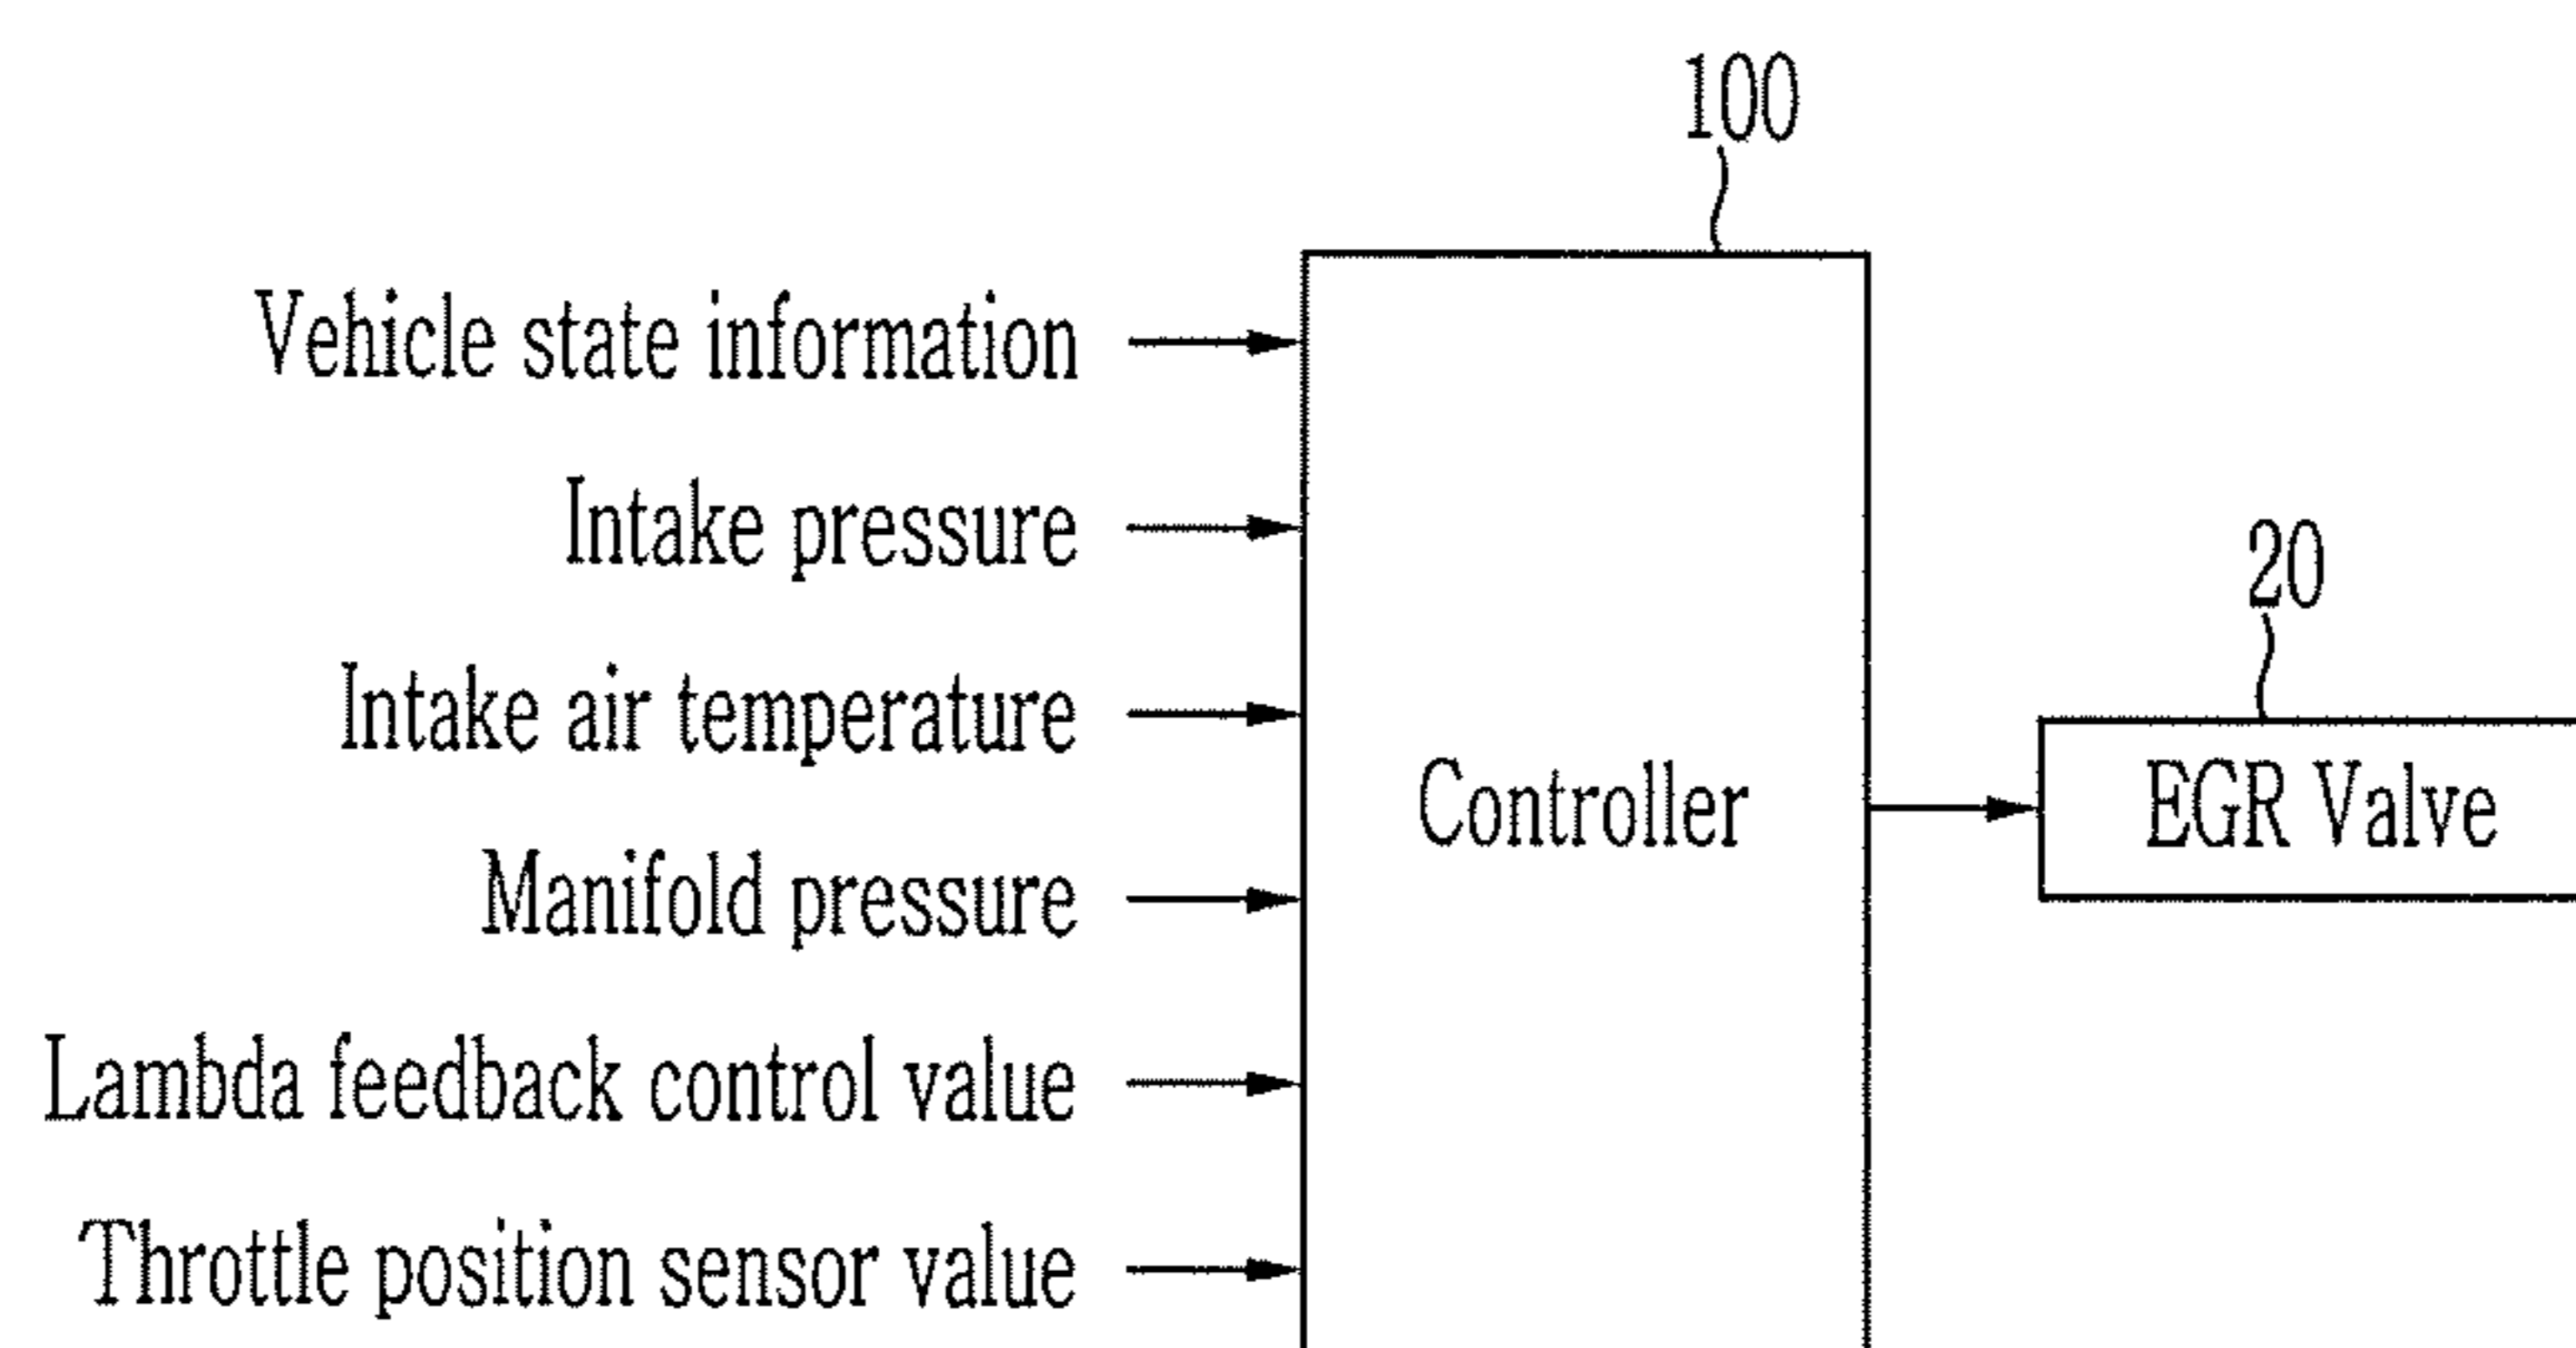 100
Vehicle state information
Intake pressure
20
Intake air temperature
Controller
EGR Valve
Manifold pressure
Lambda feedback control value
Throttle position sensor value